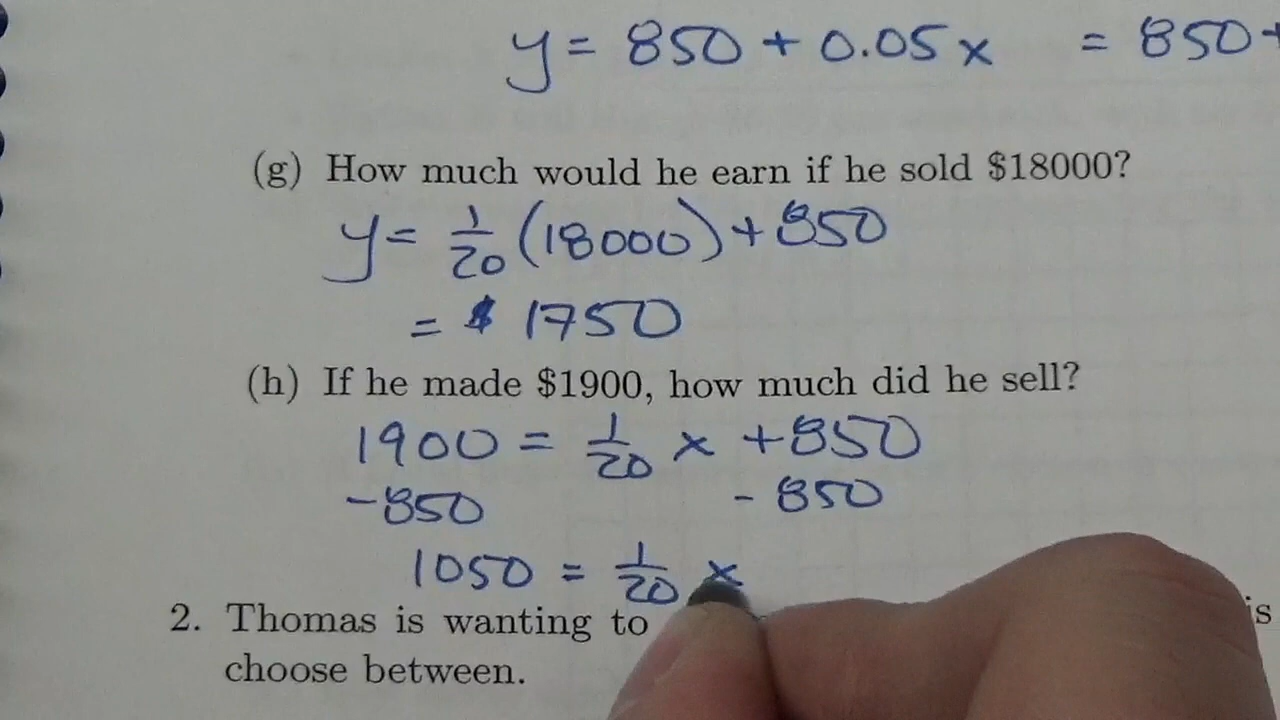 y = 850 + 0.05x = 850 +
(g) How much would he earn if he sold $18000?
y = 1/20 (18000) + 850
= $ 1750
(h) If he made $1900, how much did he sell?
1900 = 1/20 x + 850
-850 - 850
1050 = 1/20 x
2. Thomas is wanting to is
choose between.